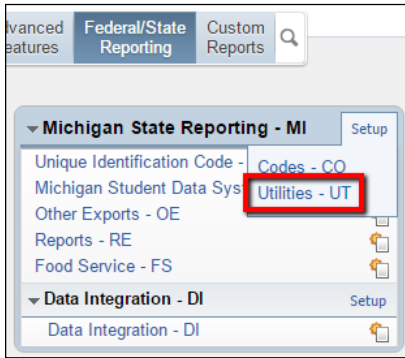 dvanced Federal/State Custom
eatures Reporting Reports
Michigan State Reporting - MI Setup
Unique Identification Code - Codes - CO
Michigan Student Data Sys Utilities - UT
Other Exports - OE
Reports - RE
Food Service - FS
Data Integration - DI Setup
Data Integration - DI